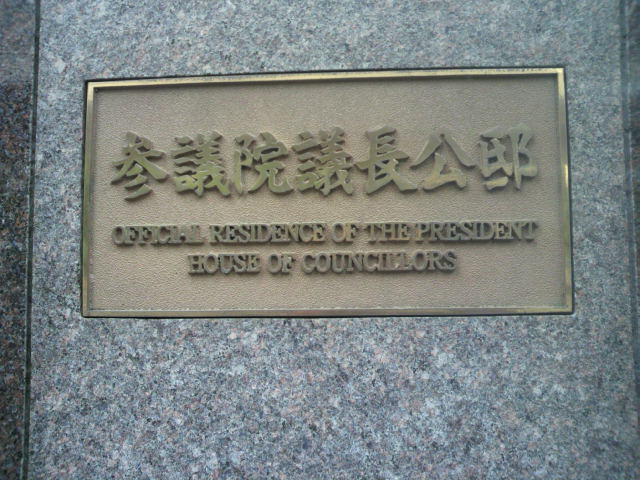 参議院議長公邸
OFFICIAL RESIDENCE OF THE PRESIDENT
HOUSE OF COUNCILLORS